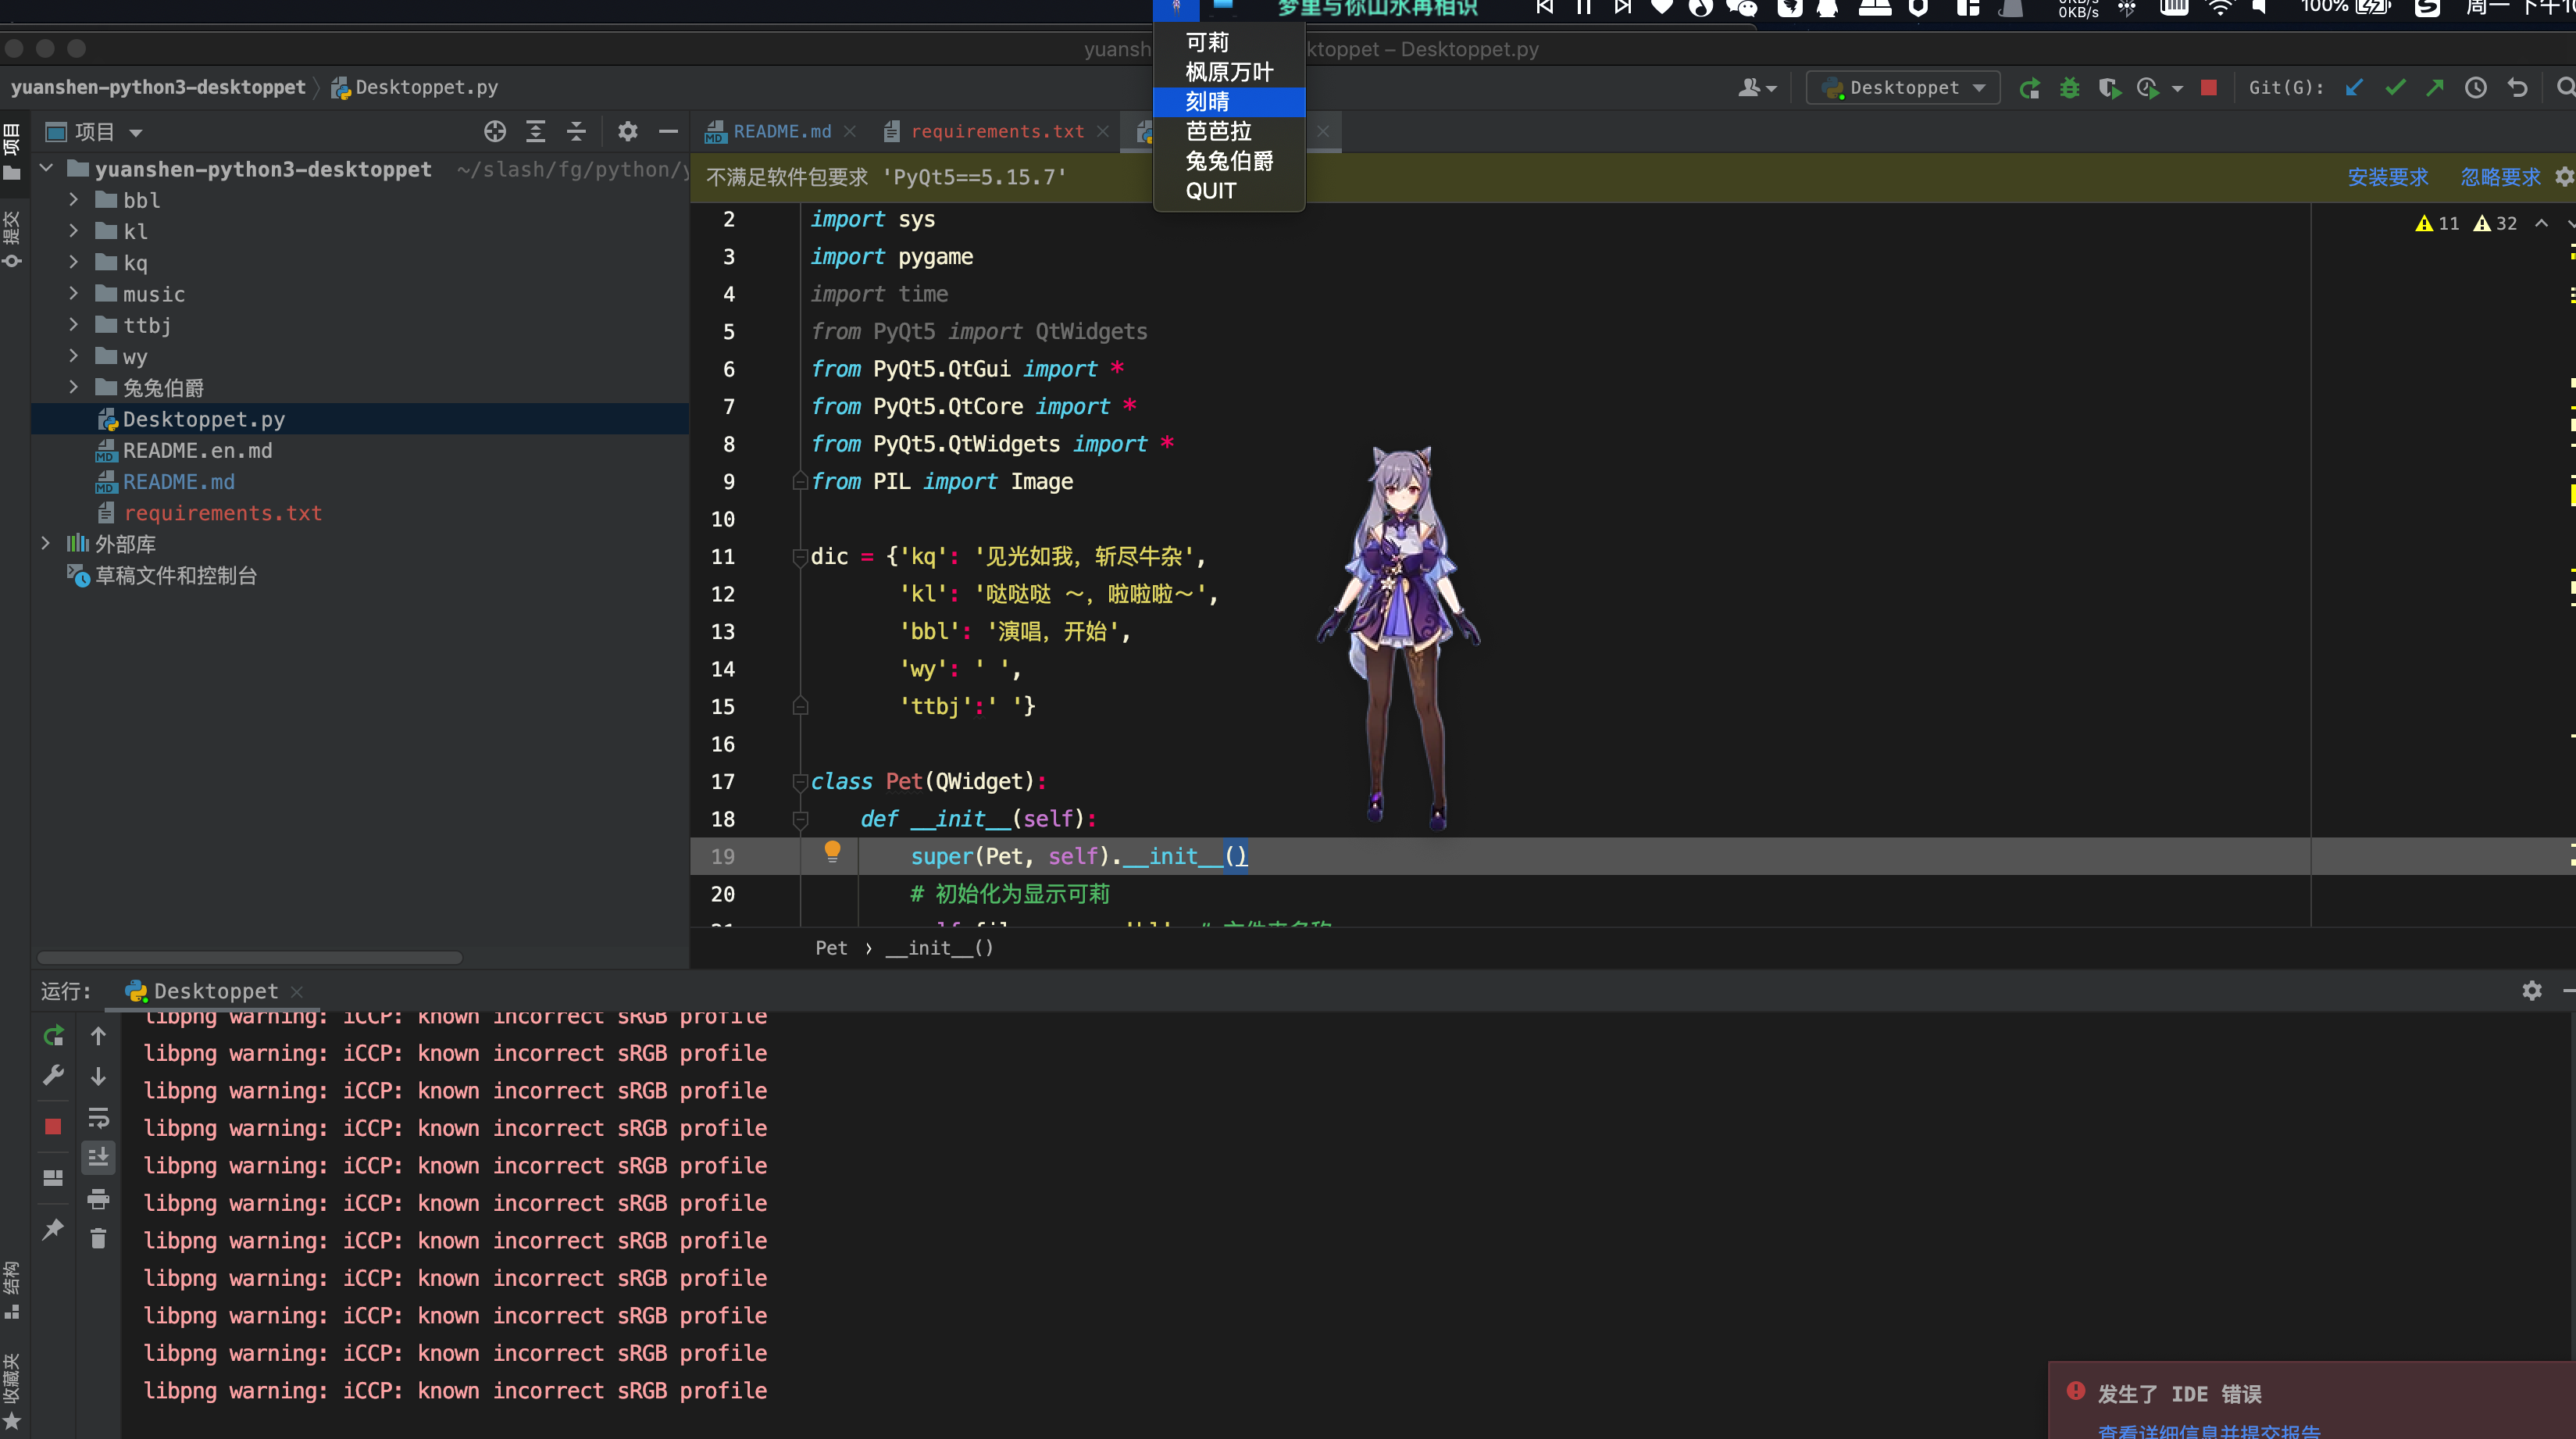 梦里与你山水再相识
0KB/s
0KB/s
100%
周一 下午10
可莉
枫原万叶
刻晴
芭芭拉
兔兔伯爵
QUIT
yuansh
ktoppet – Desktoppet.py
yuanshen-python3-desktoppet
Desktoppet.py
Desktoppet
Git(G):
项目
提交
结构
收藏夹
项目
README.md
requirements.txt
yuanshen-python3-desktoppet ~/slash/fg/python/y
bbl
kl
kq
music
ttbj
wy
兔兔伯爵
Desktoppet.py
README.en.md
README.md
requirements.txt
外部库
草稿文件和控制台
不满足软件包要求 'PyQt5==5.15.7'
安装要求
忽略要求
11
32
2 import sys
3 import pygame
4 import time
5 from PyQt5 import QtWidgets
6 from PyQt5.QtGui import *
7 from PyQt5.QtCore import *
8 from PyQt5.QtWidgets import *
9 from PIL import Image
10
11 dic = {'kq': '见光如我，斩尽牛杂',
12 'kl': '哒哒哒 ～，啦啦啦～',
13 'bbl': '演唱，开始',
14 'wy': ' ',
15 'ttbj':' '}
16
17 class Pet(QWidget):
18 def __init__(self):
19 super(Pet, self).__init__()
20 # 初始化为显示可莉
Pet › __init__()
运行:
Desktoppet
libpng warning: iCCP: known incorrect sRGB profile
libpng warning: iCCP: known incorrect sRGB profile
libpng warning: iCCP: known incorrect sRGB profile
libpng warning: iCCP: known incorrect sRGB profile
libpng warning: iCCP: known incorrect sRGB profile
libpng warning: iCCP: known incorrect sRGB profile
libpng warning: iCCP: known incorrect sRGB profile
libpng warning: iCCP: known incorrect sRGB profile
libpng warning: iCCP: known incorrect sRGB profile
libpng warning: iCCP: known incorrect sRGB profile
libpng warning: iCCP: known incorrect sRGB profile
发生了 IDE 错误
查看详细信息并提交报告